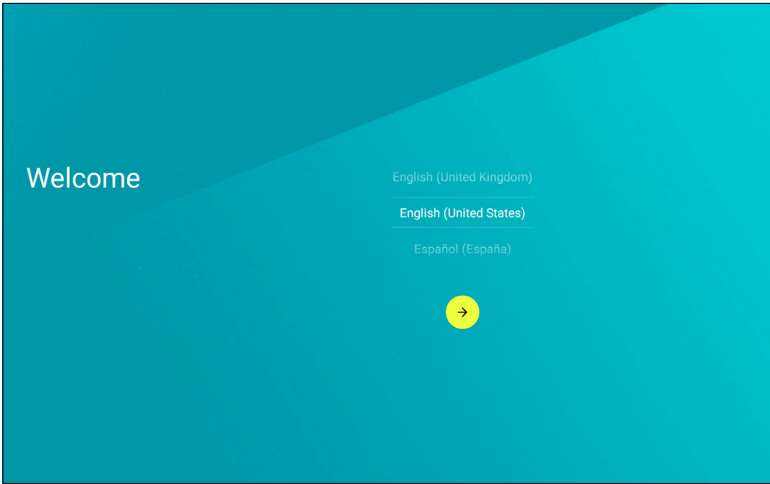 Welcome
English (United Kingdom)
English (United States)
Español (España)